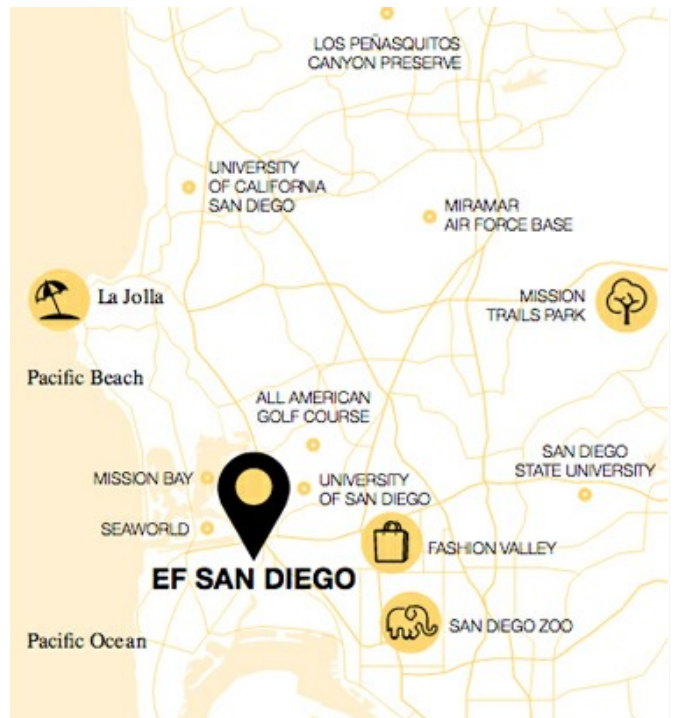 LOS PEÑASQUITOS
CANYON PRESERVE
UNIVERSITY
OF CALIFORNIA
SAN DIEGO
MIRAMAR
AIR FORCE BASE
La Jolla
MISSION
TRAILS PARK
Pacific Beach
ALL AMERICAN
GOLF COURSE
SAN DIEGO
STATE UNIVERSITY
MISSION BAY
UNIVERSITY
OF SAN DIEGO
SEAWORLD
FASHION VALLEY
EF SAN DIEGO
SAN DIEGO ZOO
Pacific Ocean